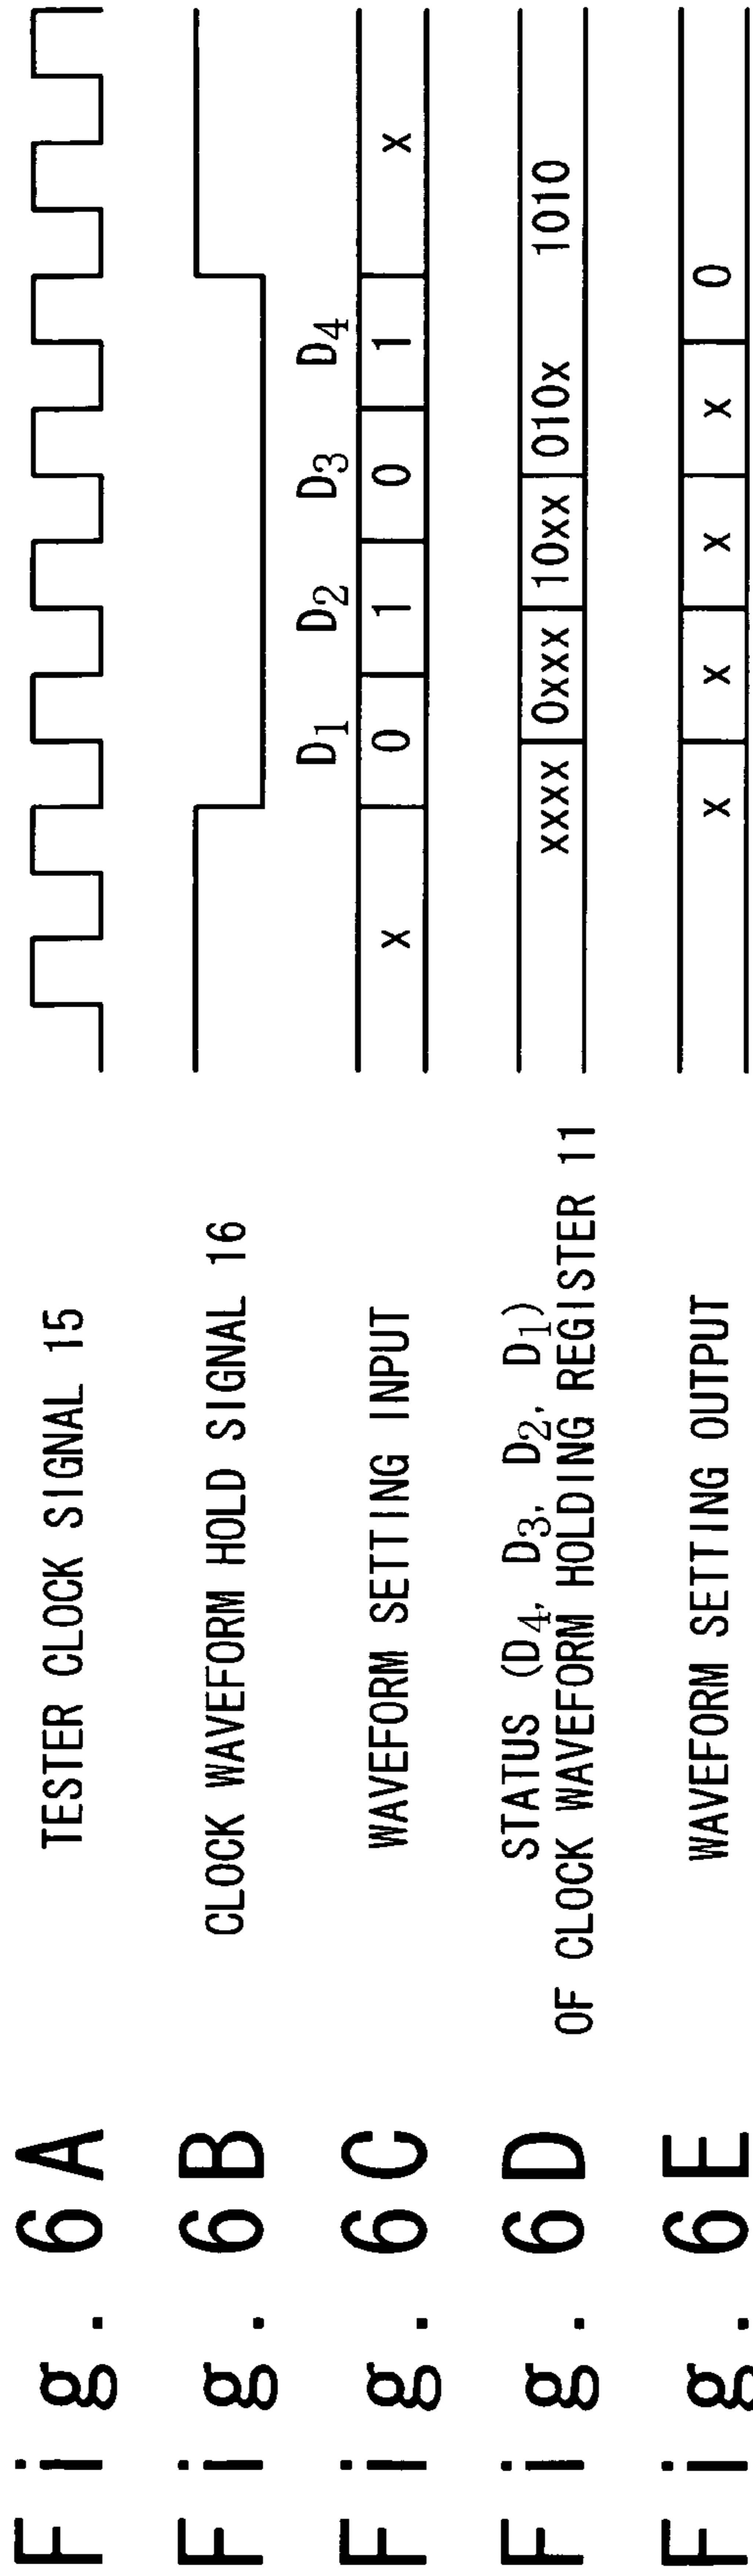 Fig. 6A
TESTER CLOCK SIGNAL 15
Fig. 6B
CLOCK WAVEFORM HOLD SIGNAL 16
Fig. 6C
WAVEFORM SETTING INPUT
D1 D2 D3 D4
x 0 1 0 1 x
Fig. 6D
STATUS (D4, D3, D2, D1)
OF CLOCK WAVEFORM HOLDING REGISTER 11
xxxx 0xxx 10xx 010x 1010
Fig. 6E
WAVEFORM SETTING OUTPUT
x x x x 0